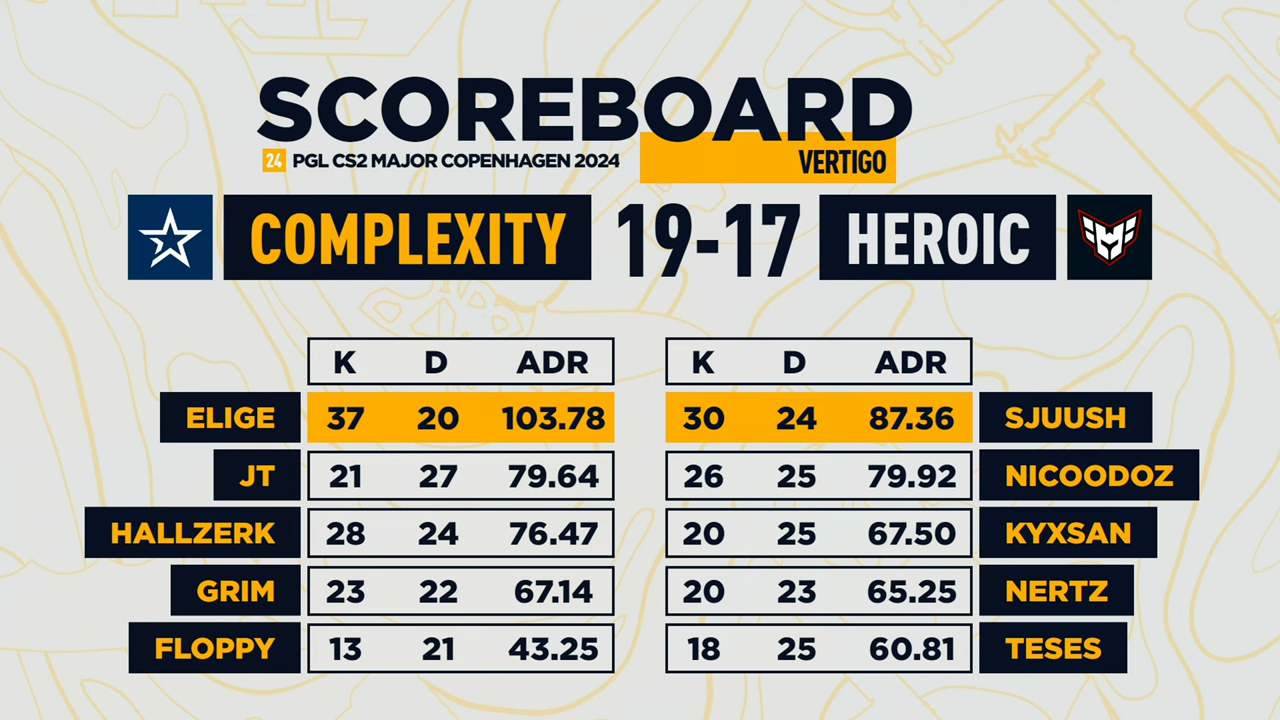 SCOREBOARD
24 PGL CS2 MAJOR COPENHAGEN 2024 VERTIGO
COMPLEXITY 19-17 HEROIC
K D ADR K D ADR
ELIGE 37 20 103.78 30 24 87.36 SJUUSH
JT 21 27 79.64 26 25 79.92 NICOODOZ
HALLZERK 28 24 76.47 20 25 67.50 KYXSAN
GRIM 23 22 67.14 20 23 65.25 NERTZ
FLOPPY 13 21 43.25 18 25 60.81 TESES